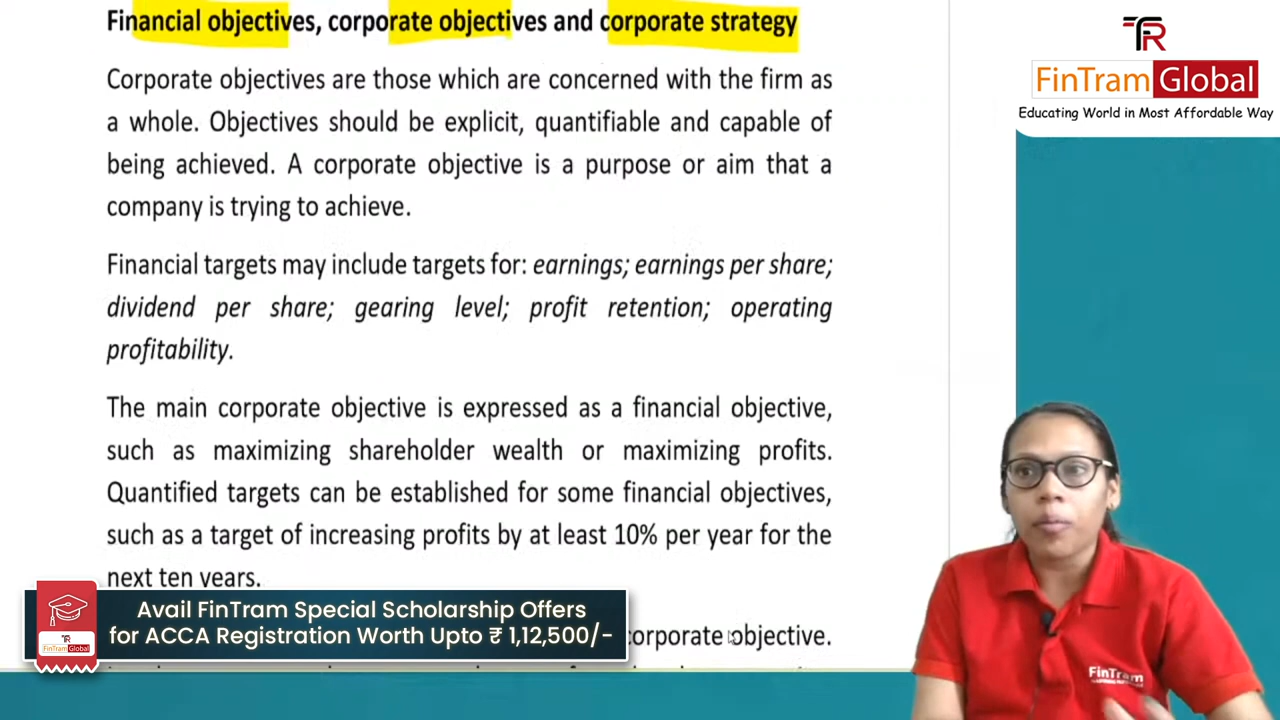 Financial objectives, corporate objectives and corporate strategy
Corporate objectives are those which are concerned with the firm as
a whole. Objectives should be explicit, quantifiable and capable of
being achieved. A corporate objective is a purpose or aim that a
company is trying to achieve.
Financial targets may include targets for: earnings; earnings per share;
dividend per share; gearing level; profit retention; operating
profitability.
The main corporate objective is expressed as a financial objective,
such as maximizing shareholder wealth or maximizing profits.
Quantified targets can be established for some financial objectives,
such as a target of increasing profits by at least 10% per year for the
next ten years.
corporate objective.
TFR
FinTram Global
Educating World in Most Affordable Way
FinTram
TR
FinTram Global
Avail FinTram Special Scholarship Offers
for ACCA Registration Worth Upto ₹ 1,12,500/-